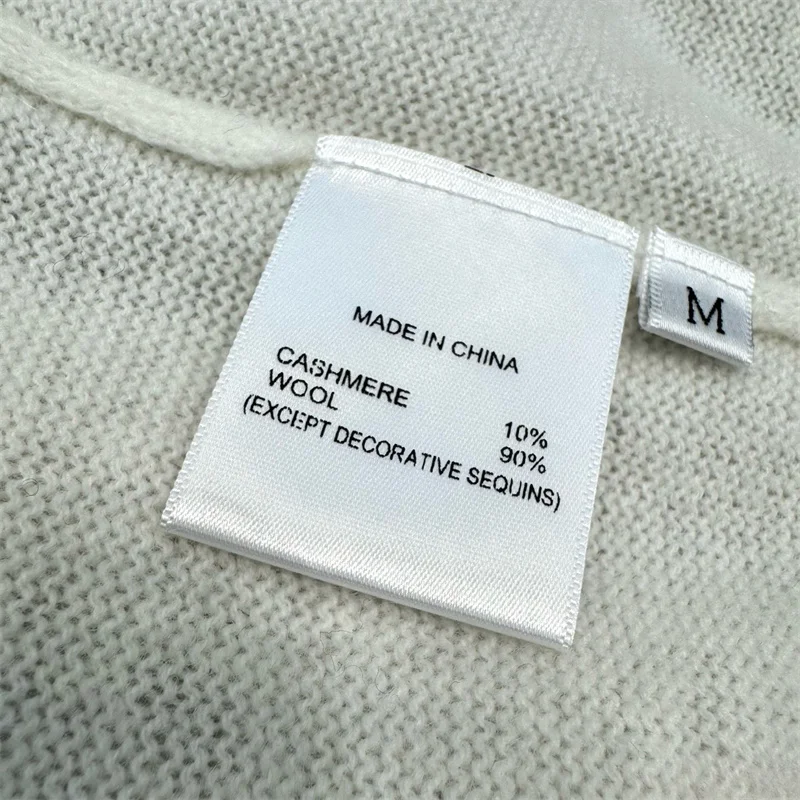 MADE IN CHINA
CASHMERE 10%
WOOL 90%
(EXCEPT DECORATIVE SEQUINS)
M